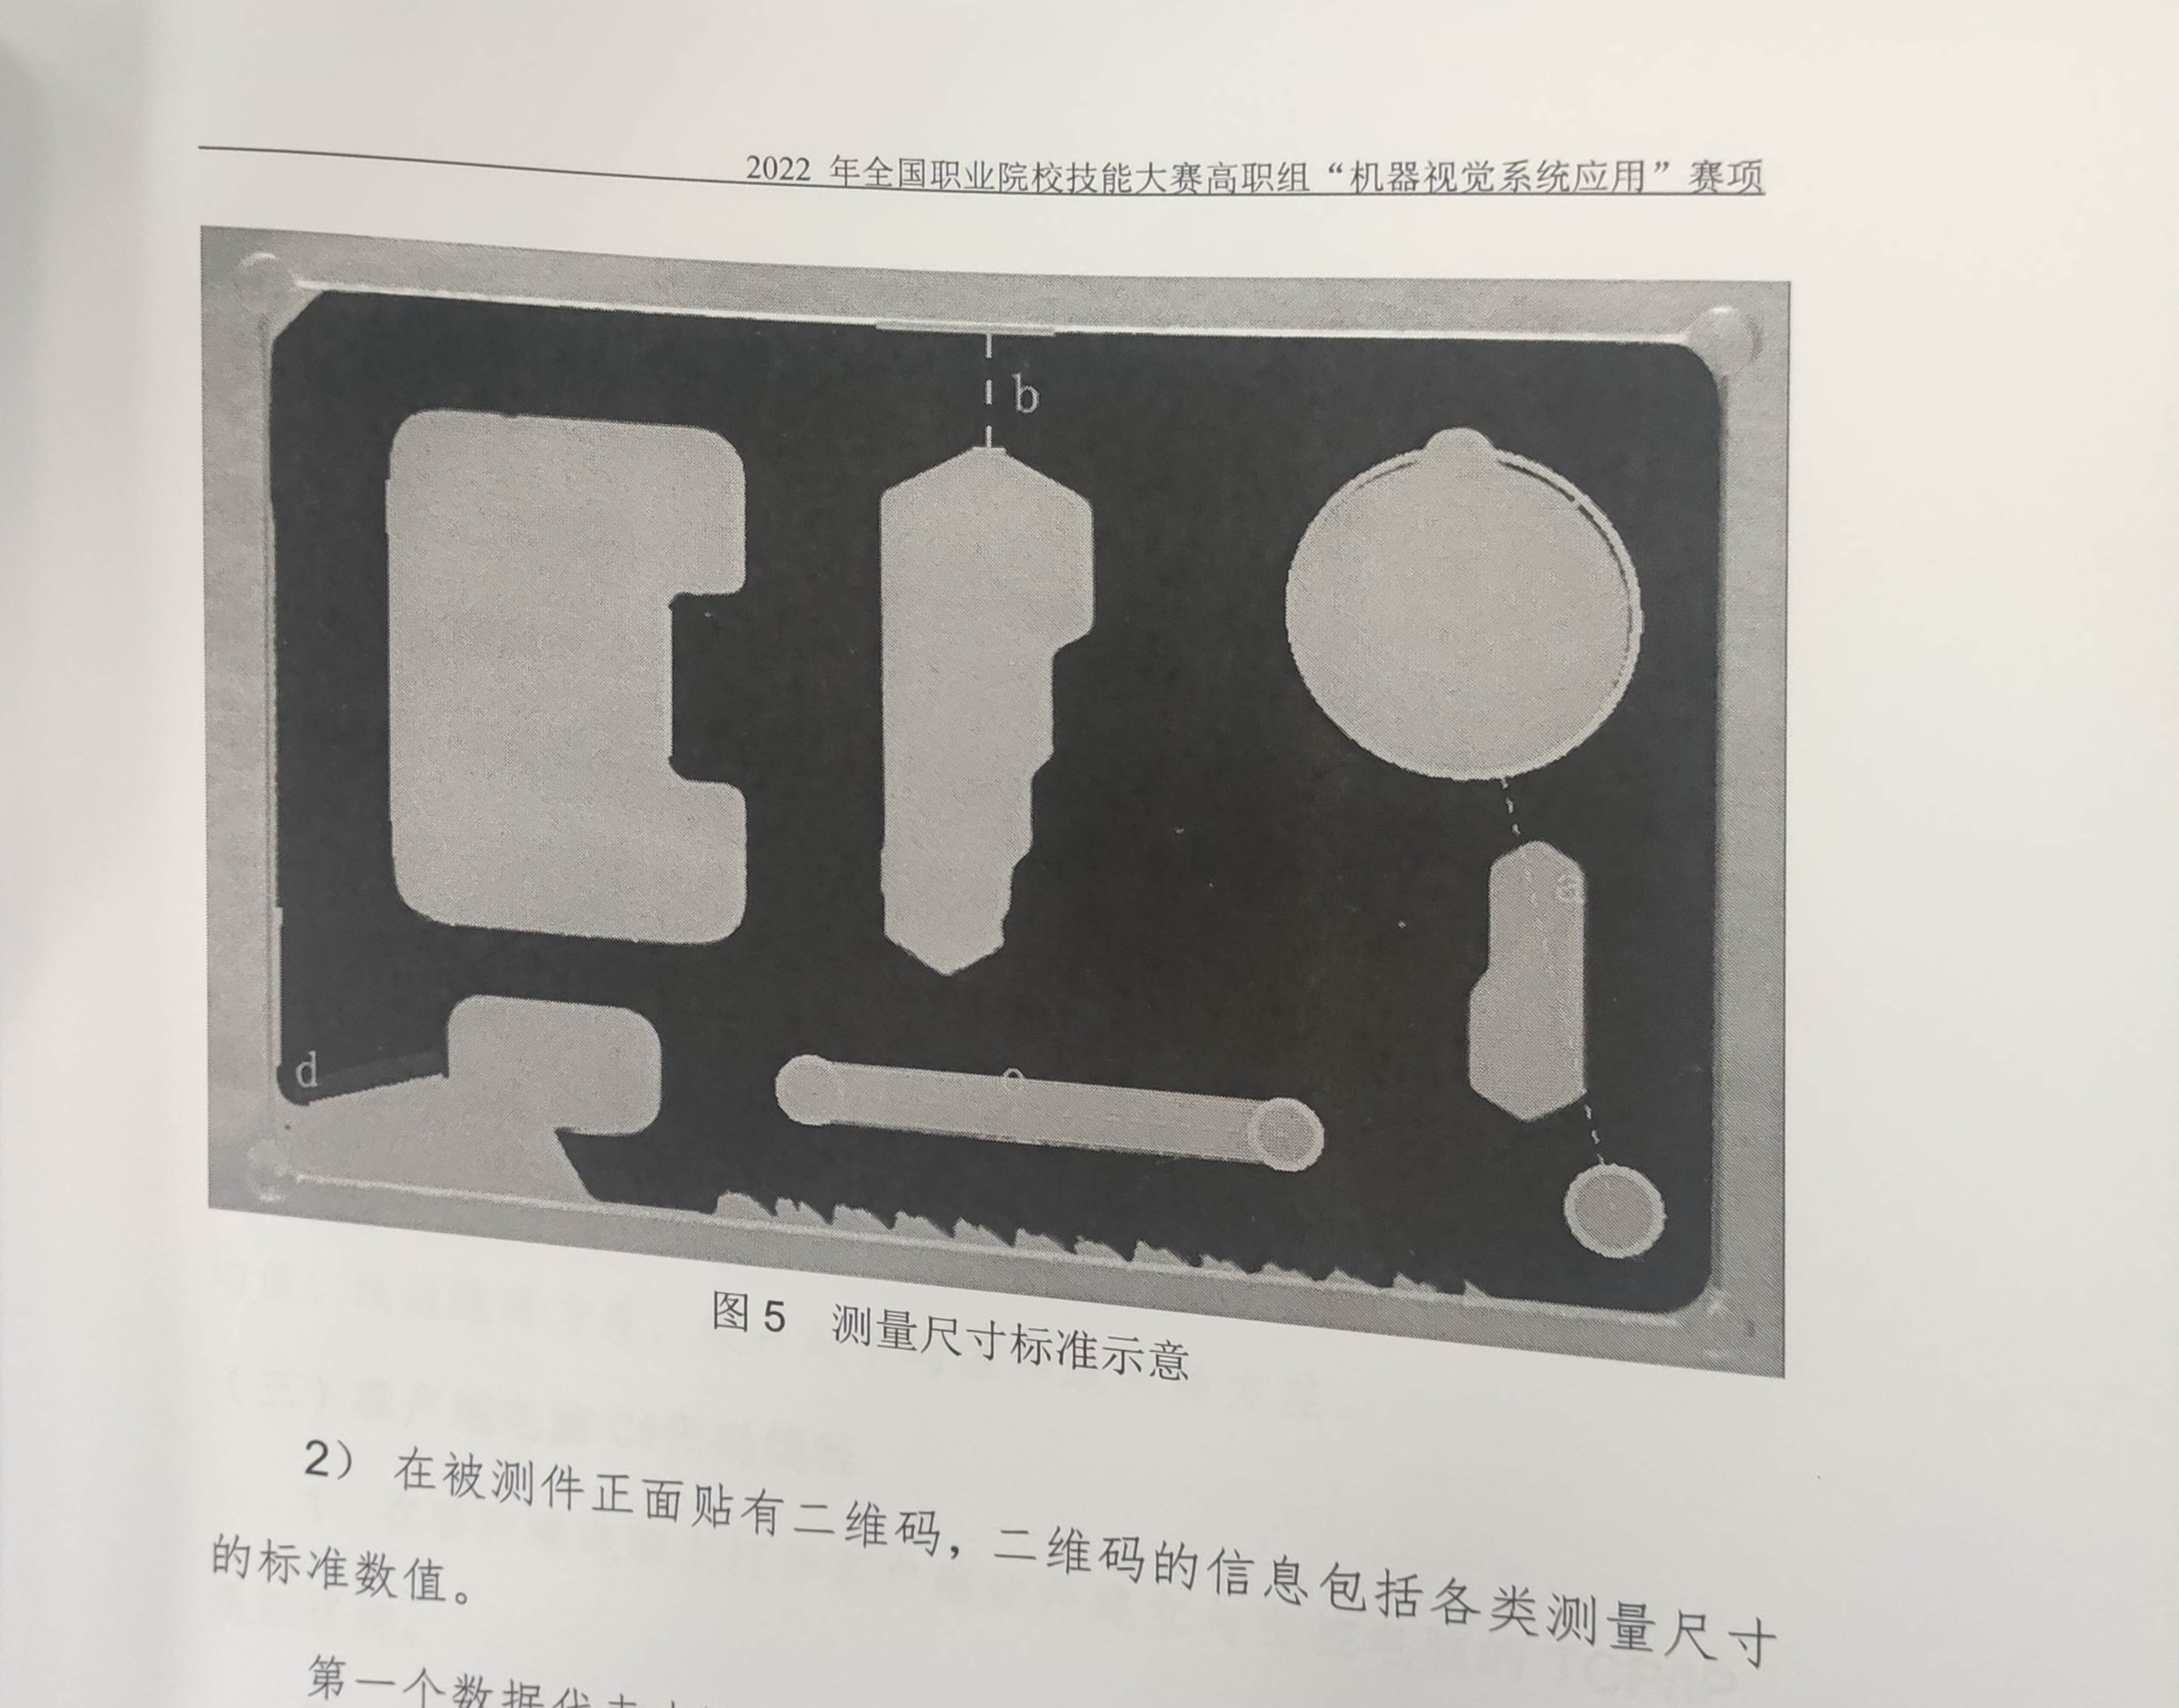 2022 年全国职业院校技能大赛高职组“机器视觉系统应用”赛项
b
d
图 5 测量尺寸标准示意
2） 在被测件正面贴有二维码，二维码的信息包括各类测量尺寸
的标准数值。
第一个数据代表